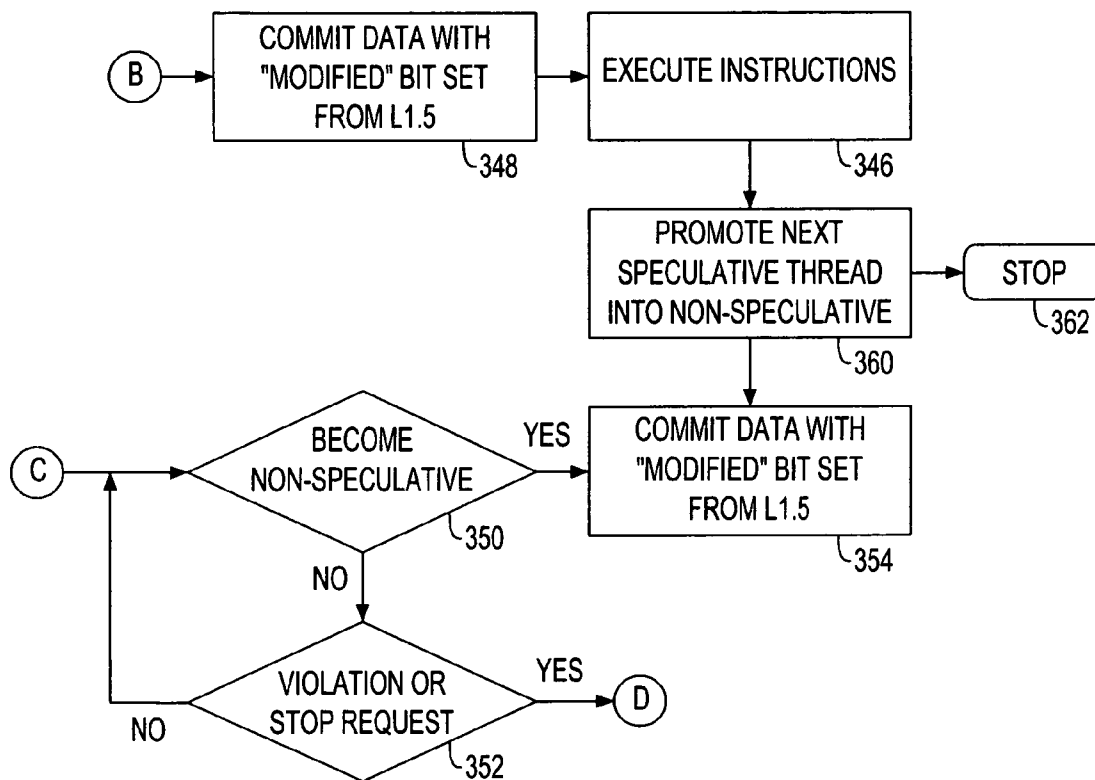 B
COMMIT DATA WITH
"MODIFIED" BIT SET
FROM L1.5
348
EXECUTE INSTRUCTIONS
346
PROMOTE NEXT
SPECULATIVE THREAD
INTO NON-SPECULATIVE
360
STOP
362
C
BECOME
NON-SPECULATIVE
350
YES
COMMIT DATA WITH
"MODIFIED" BIT SET
FROM L1.5
354
NO
VIOLATION OR
STOP REQUEST
352
YES
D
NO